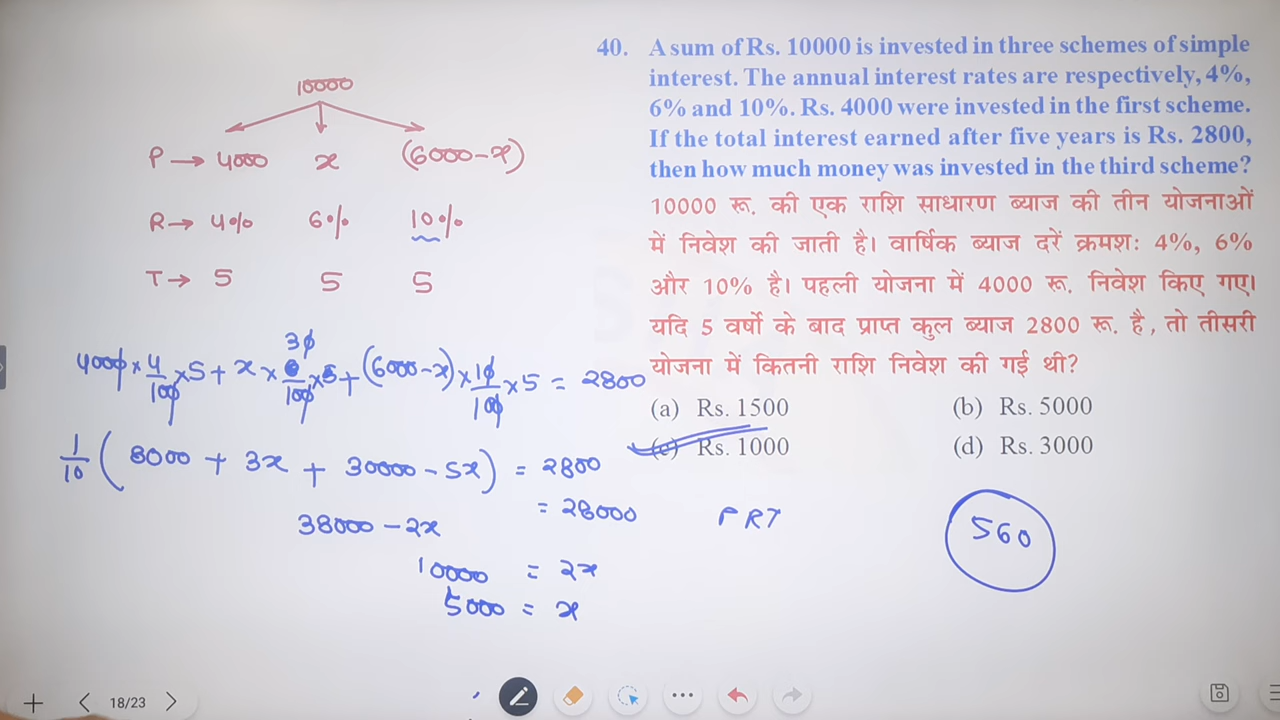 40. A sum of Rs. 10000 is invested in three schemes of simple
interest. The annual interest rates are respectively, 4%,
6% and 10%. Rs. 4000 were invested in the first scheme.
If the total interest earned after five years is Rs. 2800,
then how much money was invested in the third scheme?
10000 रू. की एक राशि साधारण ब्याज की तीन योजनाओं
में निवेश की जाती है। वार्षिक ब्याज दरें क्रमश: 4%, 6%
और 10% है। पहली योजना में 4000 रू. निवेश किए गए।
यदि 5 वर्षो के बाद प्राप्त कुल ब्याज 2800 रू. है, तो तीसरी
योजना में कितनी राशि निवेश की गई थी?
(a) Rs. 1500 (b) Rs. 5000
(c) Rs. 1000 (d) Rs. 3000
10000
P → 4000 x (6000-x)
R → 4% 6% 10%
T → 5 5 5
30
4000 × 4/100 × 5 + x × 6/100 × 5 + (6000-x) × 10/100 × 5 = 2800
1/10 ( 8000 + 3x + 30000 - 5x ) = 2800
= 28000
38000 - 2x
10000 = 2x
5000 = x
PRT
560
18/23